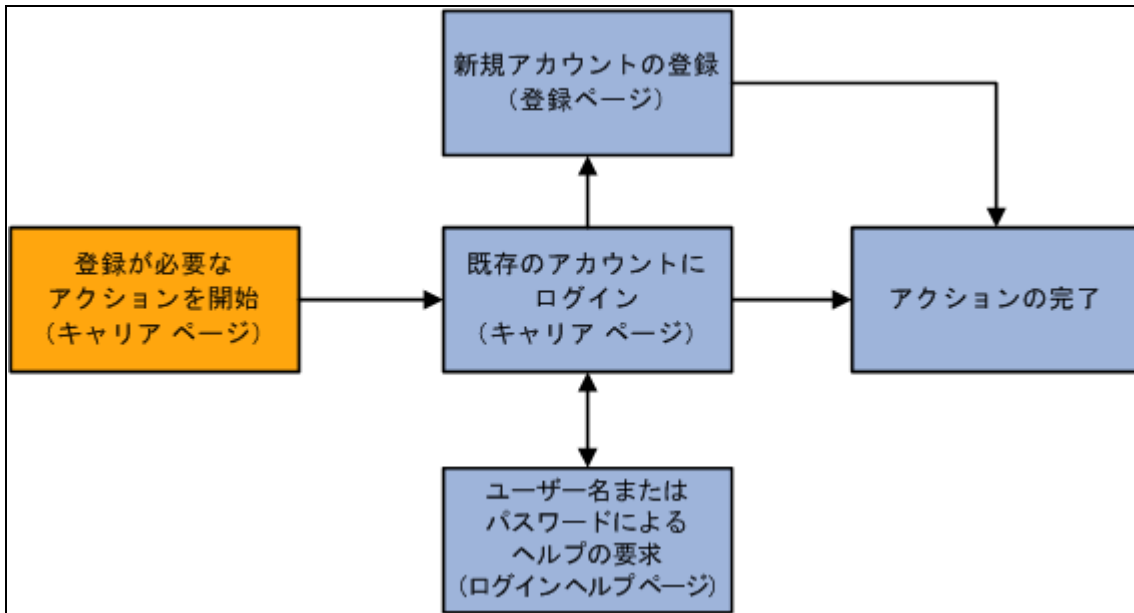 新規アカウントの登録
(登録ページ)
登録が必要な
アクションを開始
(キャリア ページ)
既存のアカウントに
ログイン
(キャリア ページ)
アクションの完了
ユーザー名または
パスワードによる
ヘルプの要求
(ログインヘルプページ)